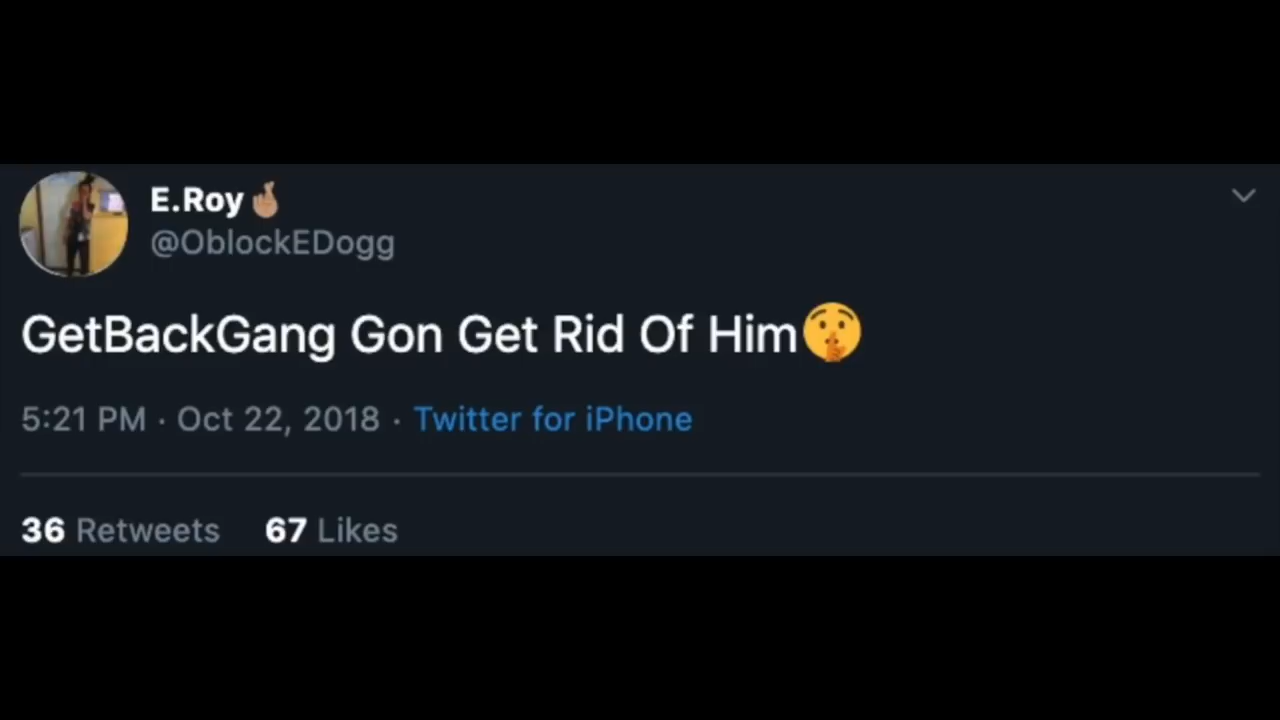 E.Roy🤞🏼
@OblockEDogg
GetBackGang Gon Get Rid Of Him🤫
5:21 PM · Oct 22, 2018 · Twitter for iPhone
36 Retweets 67 Likes